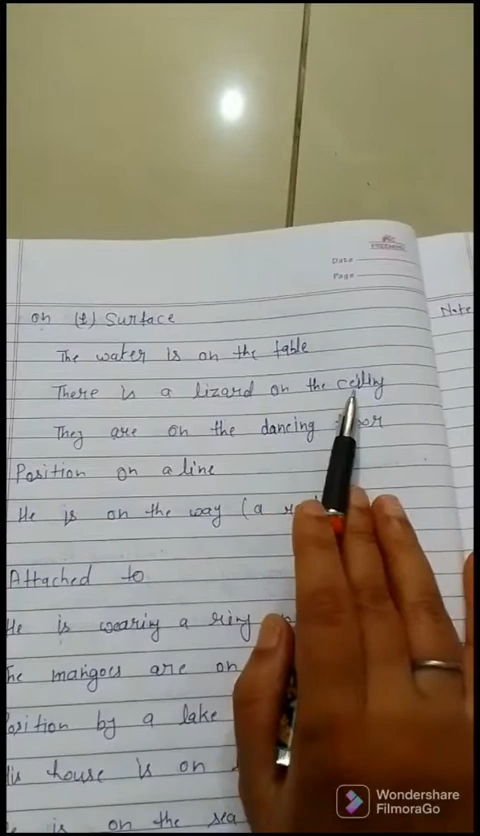 Date
Page
Note
on (1) Surface
The water is on the table
There is a lizard on the ceiling
They are on the dancing
Position on a line
He is on the way (a
Attached to
He is wearing a ring
The mangoes are on
Position by a lake
His house is on
is on the sea
Wondershare
FilmoraGo